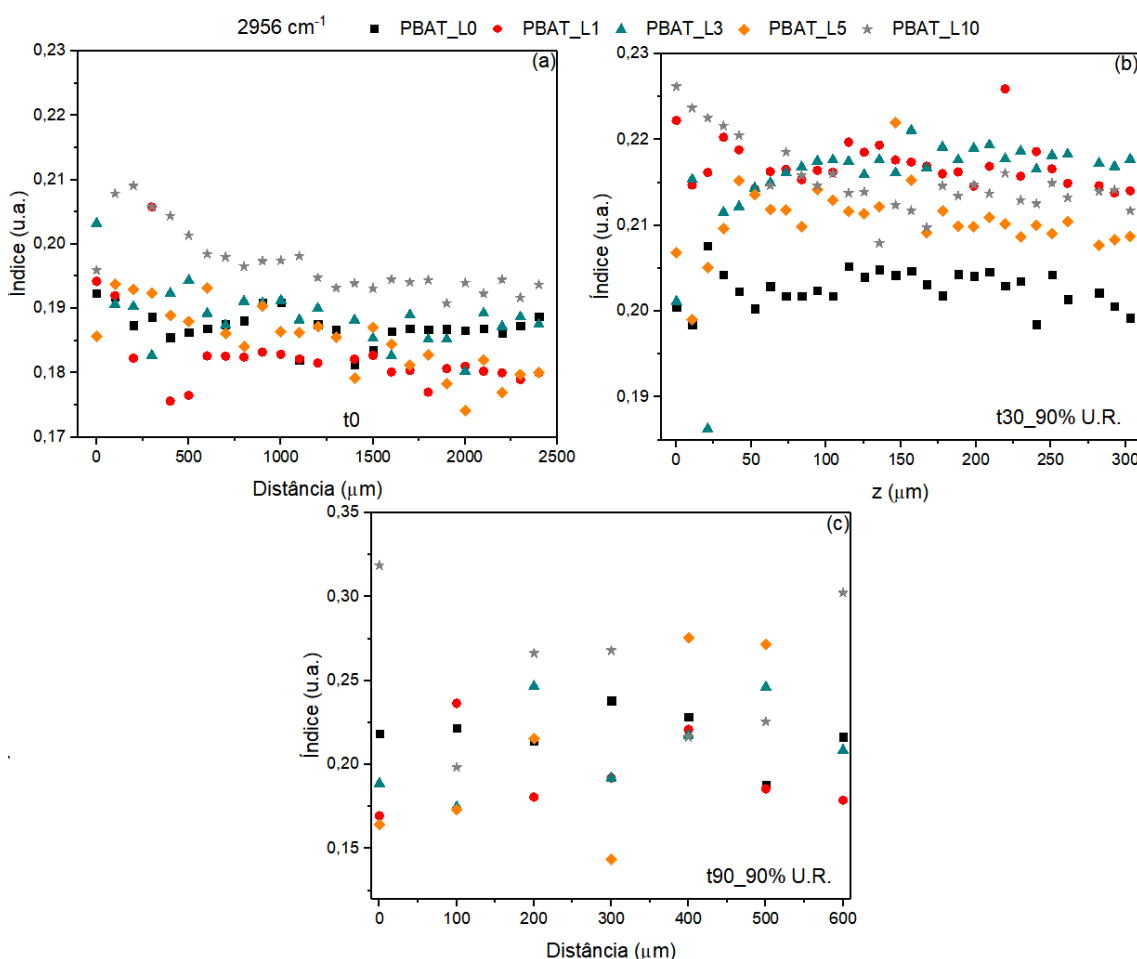 2956 cm⁻¹ PBAT_L0 PBAT_L1 PBAT_L3 PBAT_L5 PBAT_L10
(a)
0,23
0,22
0,21
0,20
0,19
0,18
0,17
Índice (u.a.)
t0
0 500 1000 1500 2000 2500
Distância (μm)
(b)
0,23
0,22
0,21
0,20
0,19
Índice (u.a.)
t30_90% U.R.
0 50 100 150 200 250 300
z (μm)
(c)
0,35
0,30
0,25
0,20
0,15
Índice (u.a.)
t90_90% U.R.
0 100 200 300 400 500 600
Distância (μm)